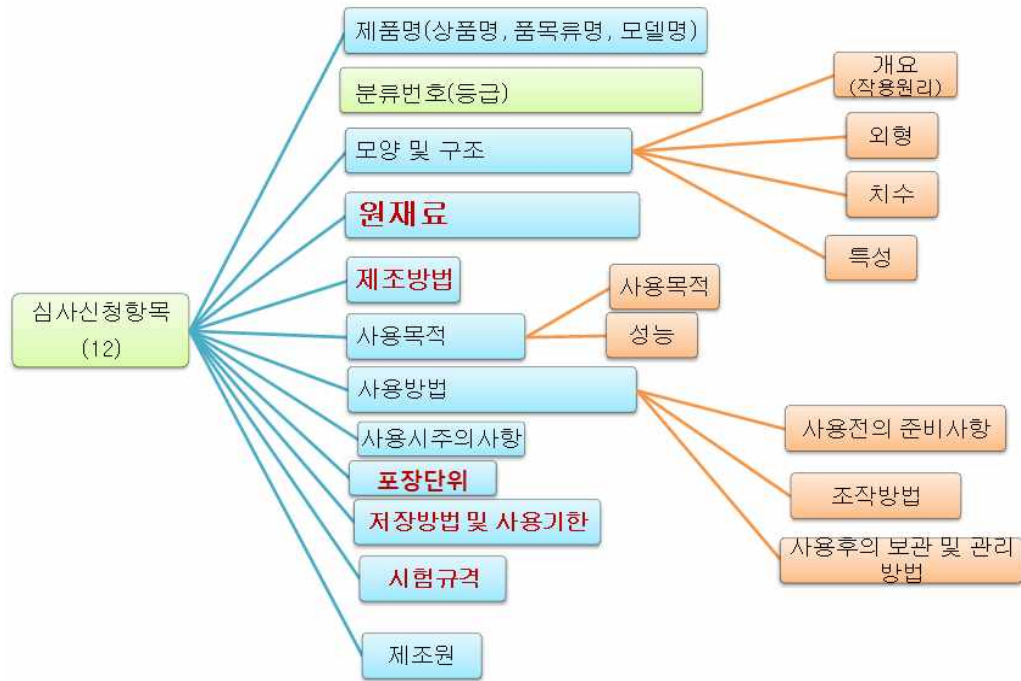 심사신청항목
(12)
제품명(상품명, 품목류명, 모델명)
분류번호(등급)
모양 및 구조
개요
(작용원리)
외형
치수
특성
원재료
제조방법
사용목적
사용목적
성능
사용방법
사용전의 준비사항
조작방법
사용후의 보관 및 관리
방법
사용시주의사항
포장단위
저장방법 및 사용기한
시험규격
제조원